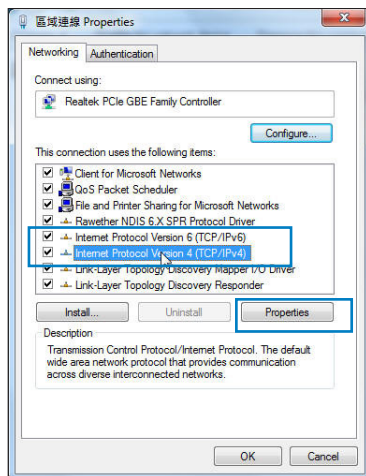 區域連線 Properties
Networking Authentication
Connect using:
Realtek PCIe GBE Family Controller
Configure...
This connection uses the following items:
Client for Microsoft Networks
QoS Packet Scheduler
File and Printer Sharing for Microsoft Networks
Rawether NDIS 6.X SPR Protocol Driver
Internet Protocol Version 6 (TCP/IPv6)
Internet Protocol Version 4 (TCP/IPv4)
Link-Layer Topology Discovery Mapper I/O Driver
Link-Layer Topology Discovery Responder
Install... Uninstall Properties
Description
Transmission Control Protocol/Internet Protocol. The default
wide area network protocol that provides communication
across diverse interconnected networks.
OK Cancel